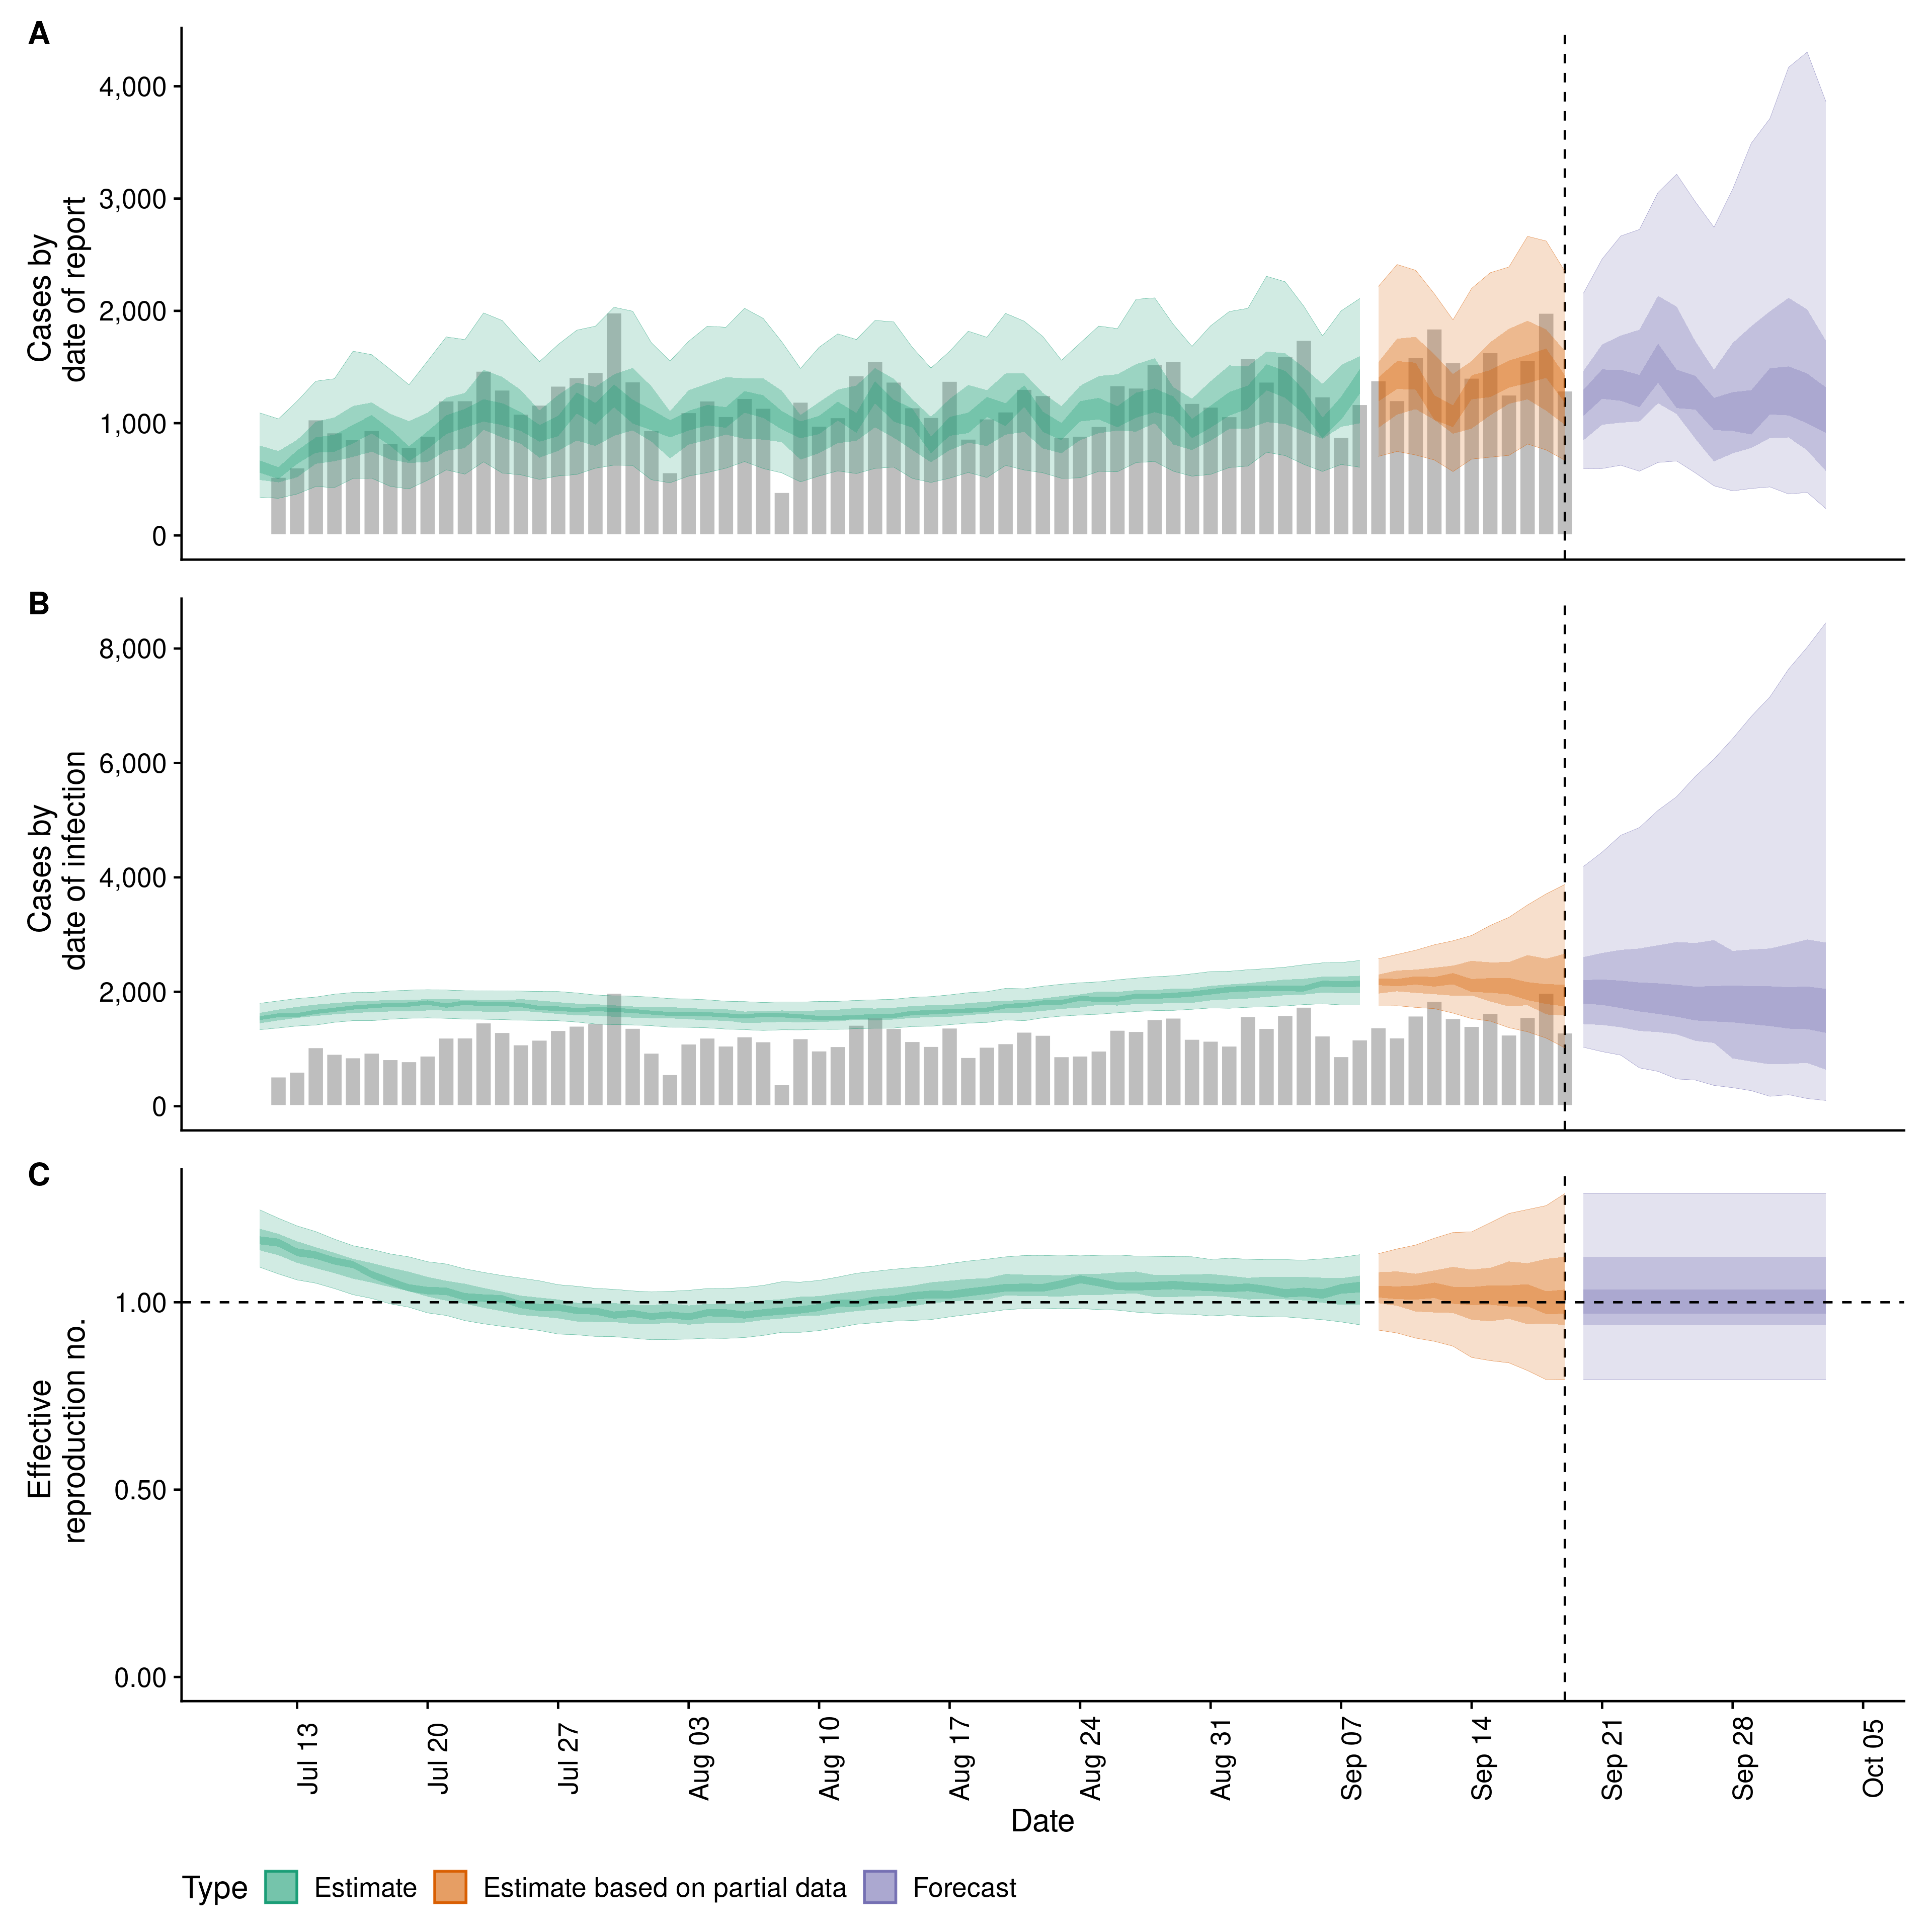 A
Cases by
date of report
4,000
3,000
2,000
1,000
0
B
Cases by
date of infection
8,000
6,000
4,000
2,000
0
C
Effective
reproduction no.
1.00
0.50
0.00
Jul 13
Jul 20
Jul 27
Aug 03
Aug 10
Aug 17
Aug 24
Aug 31
Sep 07
Sep 14
Sep 21
Sep 28
Oct 05
Date
Type Estimate Estimate based on partial data Forecast